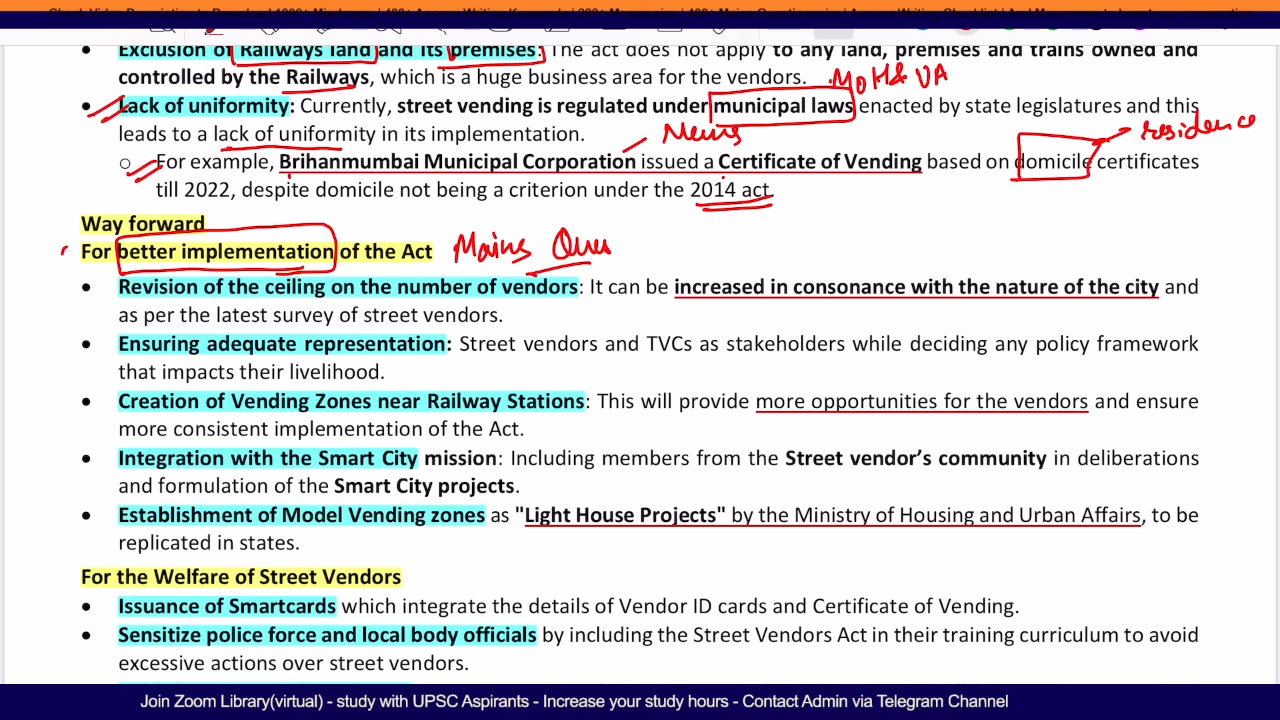 Exclusion of Railways land and its premises: The act does not apply to any land, premises and trains owned and
controlled by the Railways, which is a huge business area for the vendors. MoH& UA
Lack of uniformity: Currently, street vending is regulated under municipal laws enacted by state legislatures and this
leads to a lack of uniformity in its implementation. News residence
o For example, Brihanmumbai Municipal Corporation issued a Certificate of Vending based on domicile certificates
till 2022, despite domicile not being a criterion under the 2014 act.
Way forward
For better implementation of the Act Mains Ques
• Revision of the ceiling on the number of vendors: It can be increased in consonance with the nature of the city and
as per the latest survey of street vendors.
• Ensuring adequate representation: Street vendors and TVCs as stakeholders while deciding any policy framework
that impacts their livelihood.
• Creation of Vending Zones near Railway Stations: This will provide more opportunities for the vendors and ensure
more consistent implementation of the Act.
• Integration with the Smart City mission: Including members from the Street vendor's community in deliberations
and formulation of the Smart City projects.
• Establishment of Model Vending zones as "Light House Projects" by the Ministry of Housing and Urban Affairs, to be
replicated in states.
For the Welfare of Street Vendors
• Issuance of Smartcards which integrate the details of Vendor ID cards and Certificate of Vending.
• Sensitize police force and local body officials by including the Street Vendors Act in their training curriculum to avoid
excessive actions over street vendors.
Join Zoom Library(virtual) - study with UPSC Aspirants - Increase your study hours - Contact Admin via Telegram Channel